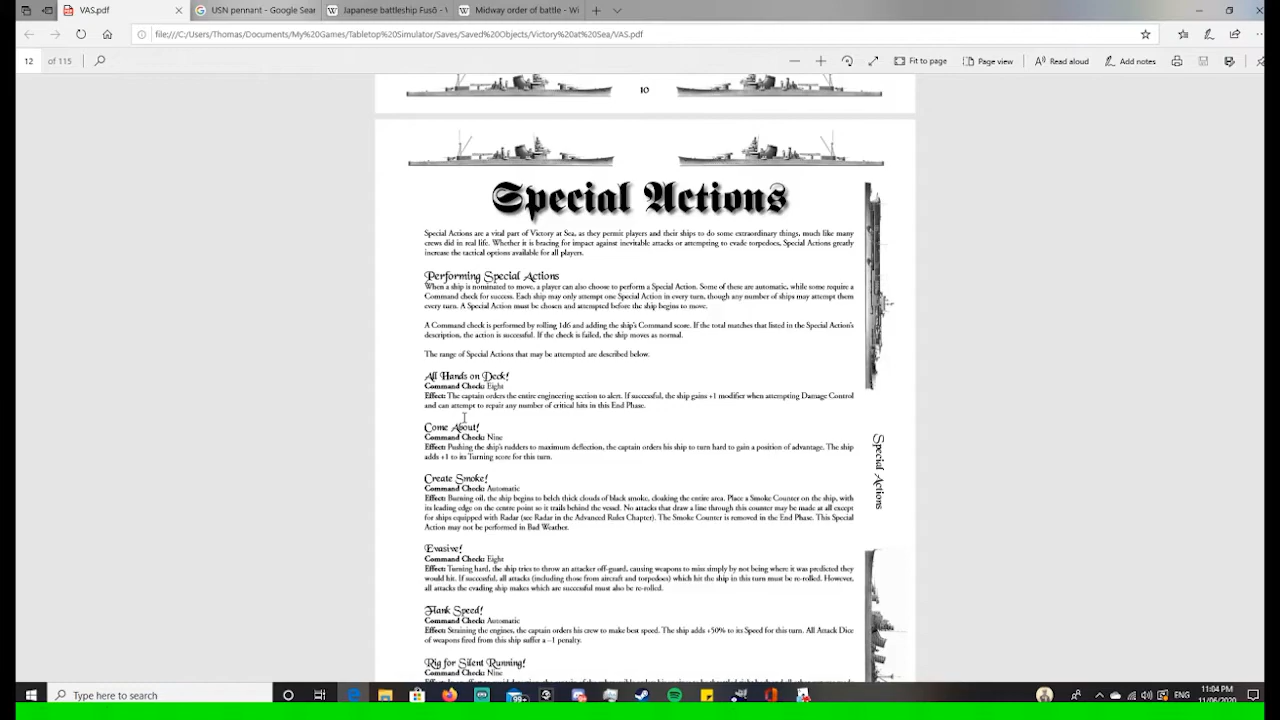 VAS.pdf
USN pennant - Google Sear
Japanese battleship Fusō -
Midway order of battle - Wi
file:///C:/Users/Thomas/Documents/My%20Games/Tabletop%20Simulator/Saves/Saved%20Objects/Victory%20at%20Sea/VAS.pdf
12 of 115
Fit to page
Page view
Read aloud
Add notes
Share
10
Special Actions
Special Actions are a vital part of Victory at Sea, as they permit players and their ships to do some extraordinary things, much like many
crews did in real life. Whether it is bracing for impact against inevitable attacks or attempting to evade torpedoes, Special Actions greatly
increase the tactical options available for all players.
Performing Special Actions
When a ship is nominated to move, a player can also choose to perform a Special Action. Some of these are automatic, while some require a
Command check for success. Each ship may only attempt one Special Action in every turn, though any number of ships may attempt them
every turn. A Special Action must be chosen and attempted before the ship begins to move.
A Command check is performed by rolling 1d6 and adding the ship's Command score. If the total matches that listed in the Special Action's
description, the action is successful. If the check is failed, the ship moves as normal.
The range of Special Actions that may be attempted are described below.
All Hands on Deck!
Command Check: Eight
Effect: The captain orders the entire engineering section to alert. If successful, the ship gains +1 modifier when attempting Damage Control
and can attempt to repair any number of critical hits in this End Phase.
Come About!
Command Check: Nine
Effect: Pushing the ship's rudders to maximum deflection, the captain orders his ship to turn hard to gain a position of advantage. The ship
adds +1 to its Turning score for this turn.
Create Smoke!
Command Check: Automatic
Effect: Burning oil, the ship begins to belch thick clouds of black smoke, cloaking the entire area. Place a Smoke Counter on the ship, with
its leading edge on the centre point so it trails behind the vessel. No attacks that draw a line through this counter may be made at all except
for ships equipped with Radar (see Radar in the Advanced Rules Chapter). The Smoke Counter is removed in the End Phase. This Special
Action may not be performed in Bad Weather.
Evasive!
Command Check: Eight
Effect: Turning hard, the ship tries to throw an attacker off-guard, causing weapons to miss simply by not being where it was predicted they
would hit. If successful, all attacks (including those from aircraft and torpedoes) which hit the ship in this turn must be re-rolled. However,
all attacks the evading ship makes which are successful must also be re-rolled.
Flank Speed!
Command Check: Automatic
Effect: Straining the engines, the captain orders his crew to make best speed. The ship adds +50% to its Speed for this turn. All Attack Dice
of weapons fired from this ship suffer a –1 penalty.
Rig for Silent Running!
Command Check: Nine
Special Actions
Type here to search
99+
ENG
11:04 PM
11/06/2020